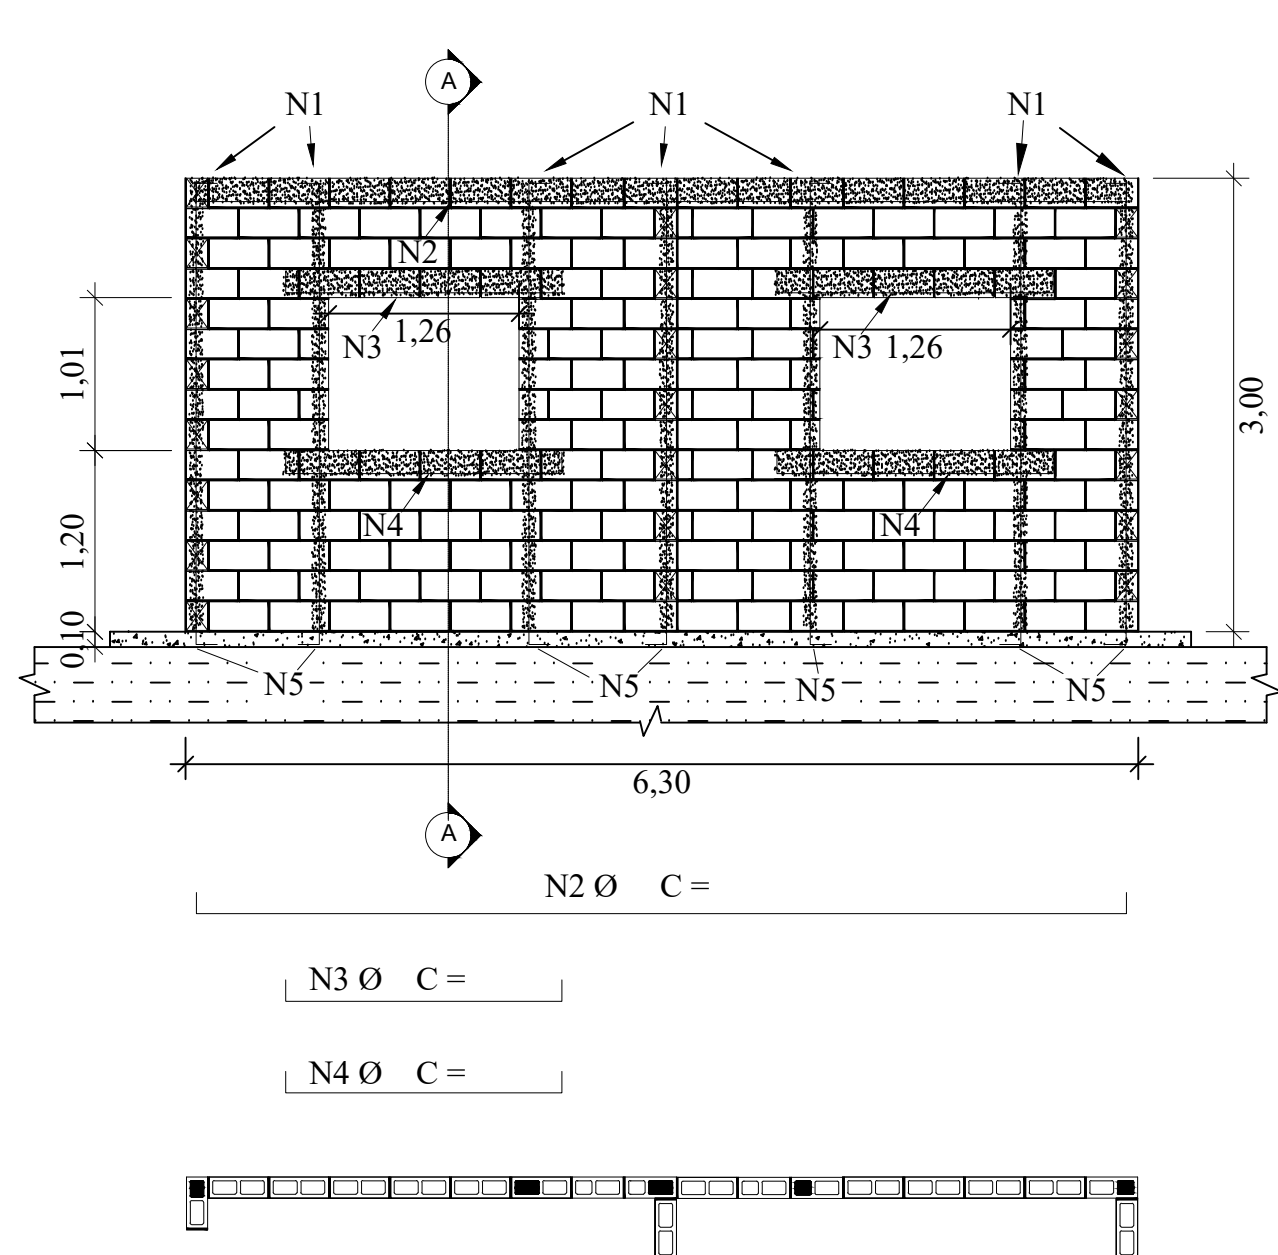 A
N1 N1 N1
N2
N3 1,26 N3 1,26
1,01
3,00
N4 N4
1,20
0,10
N5 N5 N5 N5
6,30
A
N2 Ø C =
N3 Ø C =
N4 Ø C =